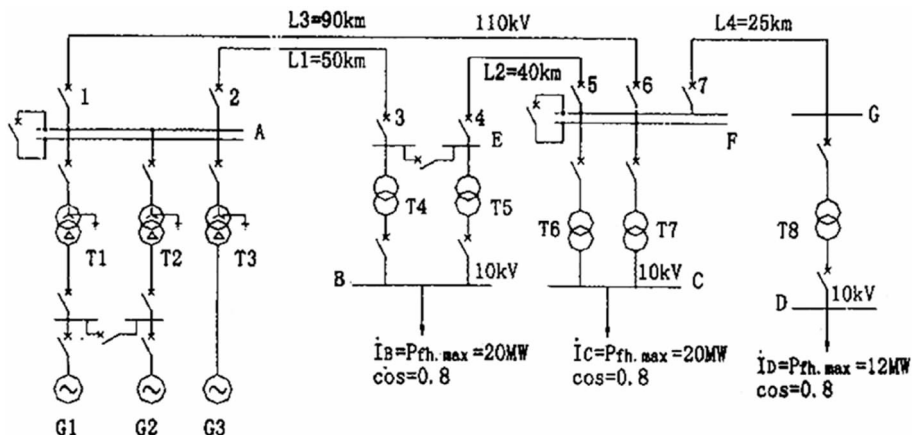 L3=90km
110kV
L4=25km
L1=50km
L2=40km
1
2
3
4
5
6
7
A
E
F
G
T1
T2
T3
T4
T5
T6
T7
T8
B
10kV
10kV
C
D
10kV
İB=Pfh.max=20MW
cos=0.8
İC=Pfh.max=20MW
cos=0.8
İD=Pfh.max=12MW
cos=0.8
G1
G2
G3